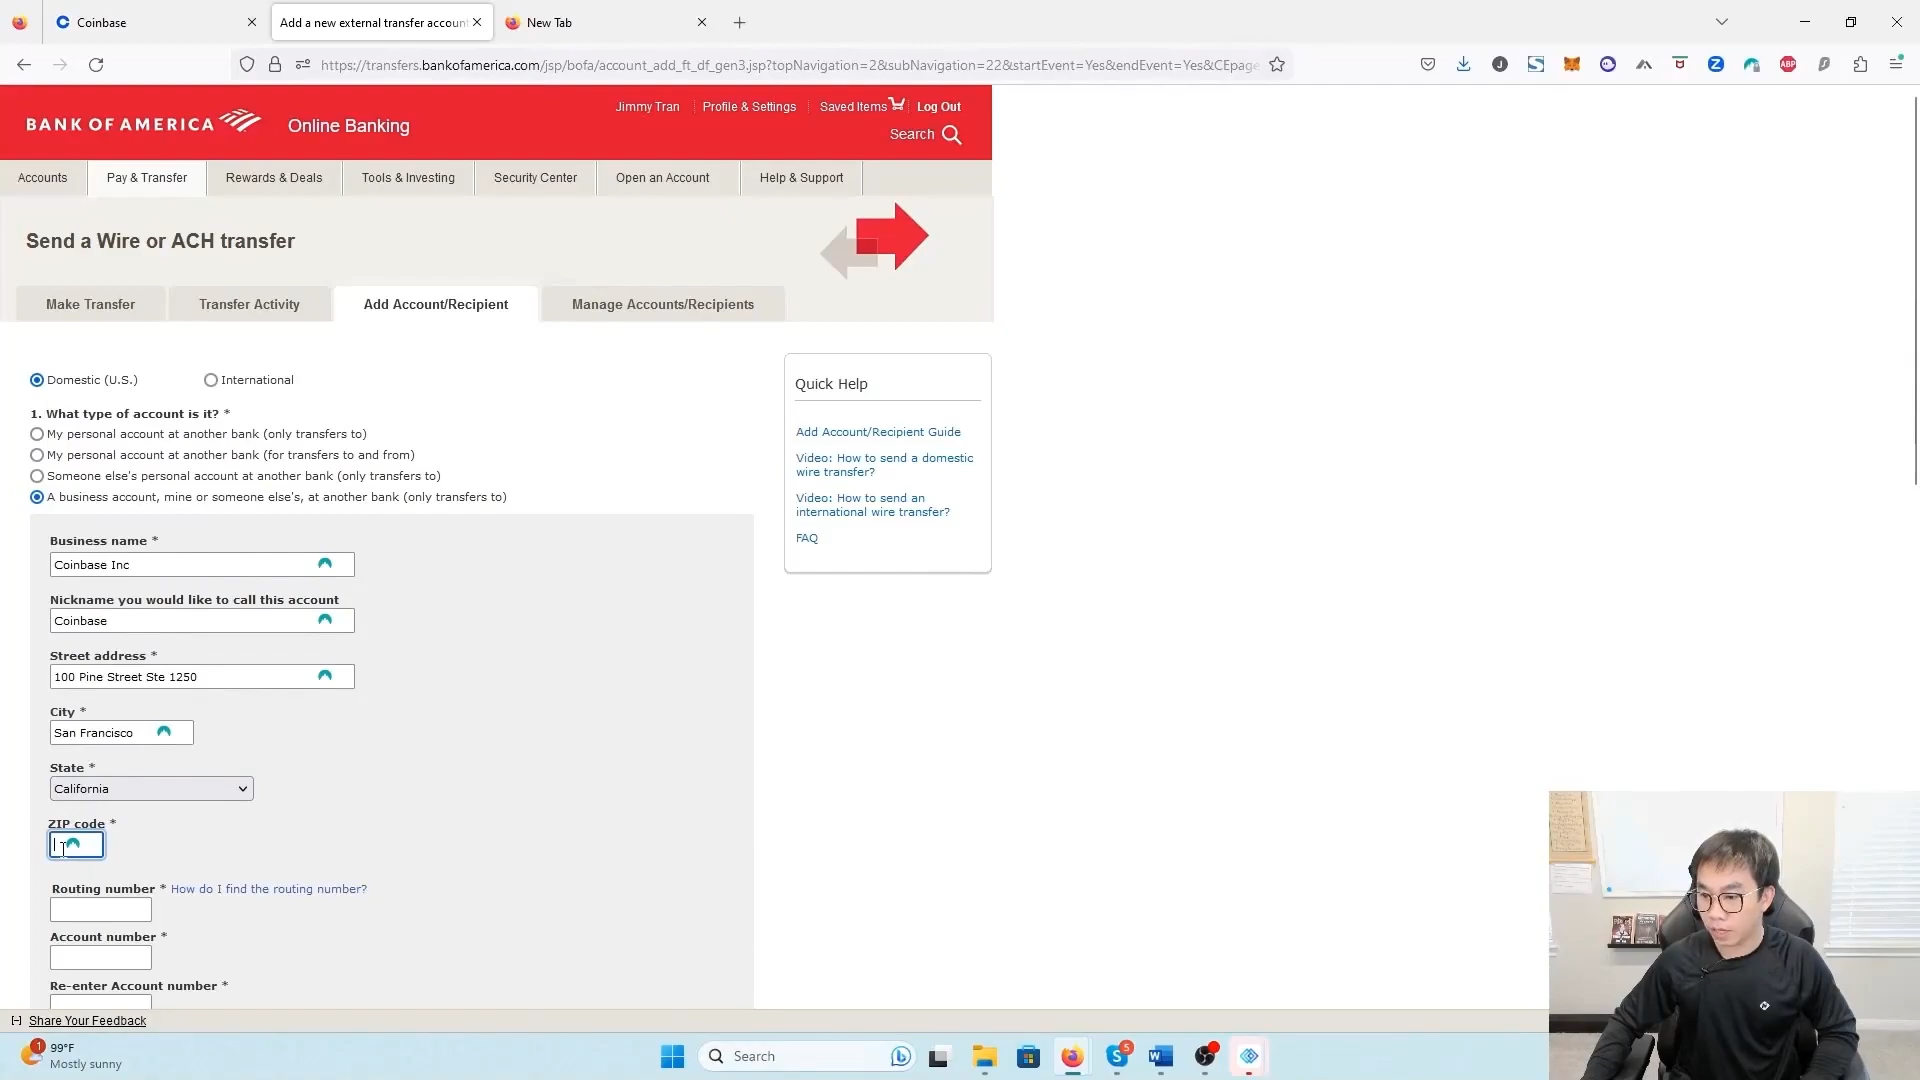 Coinbase
Add a new external transfer account
New Tab
https://transfers.bankofamerica.com/jsp/bofa/account_add_ft_df_gen3.jsp?topNavigation=2&subNavigation=22&startEvent=Yes&endEvent=Yes&CEpage
J
ABP
BANK OF AMERICA
Online Banking
Jimmy Tran
Profile & Settings
Saved Items
Log Out
Search
Accounts
Pay & Transfer
Rewards & Deals
Tools & Investing
Security Center
Open an Account
Help & Support
Send a Wire or ACH transfer
Make Transfer
Transfer Activity
Add Account/Recipient
Manage Accounts/Recipients
Domestic (U.S.)
International
1. What type of account is it? *
My personal account at another bank (only transfers to)
My personal account at another bank (for transfers to and from)
Someone else's personal account at another bank (only transfers to)
A business account, mine or someone else's, at another bank (only transfers to)
Business name *
Coinbase Inc
Nickname you would like to call this account
Coinbase
Street address *
100 Pine Street Ste 1250
City *
San Francisco
State *
California
ZIP code *
Routing number * How do I find the routing number?
Account number *
Re-enter Account number *
Quick Help
Add Account/Recipient Guide
Video: How to send a domestic
wire transfer?
Video: How to send an
international wire transfer?
FAQ
[-] Share Your Feedback
1
99°F
Mostly sunny
Search
5